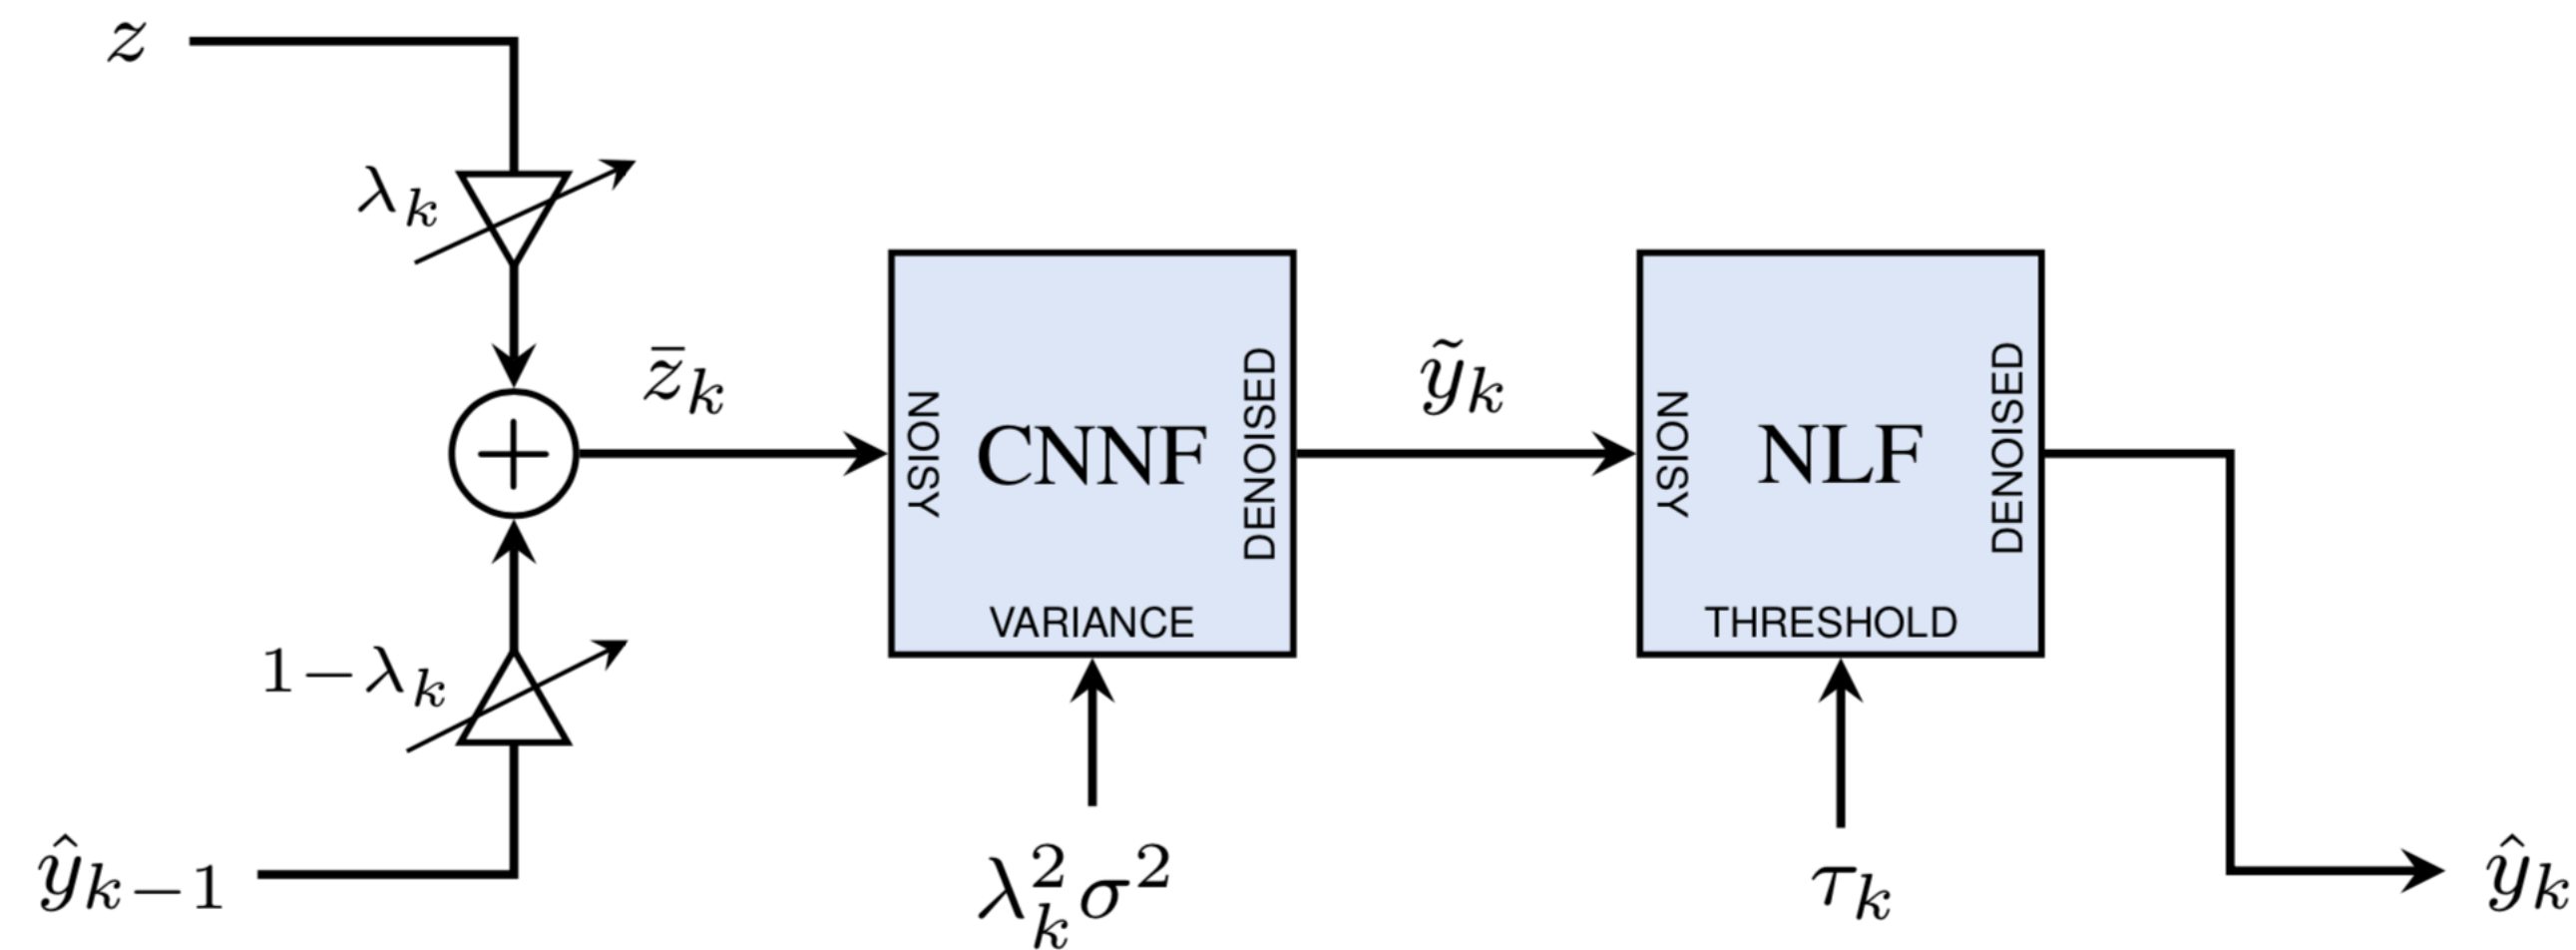 z
λ_k
z̄_k
NOISY
CNNF
DENOISED
VARIANCE
ỹ_k
NOISY
NLF
DENOISED
THRESHOLD
1−λ_k
ŷ_{k−1}
λ_k^2 σ^2
τ_k
ŷ_k